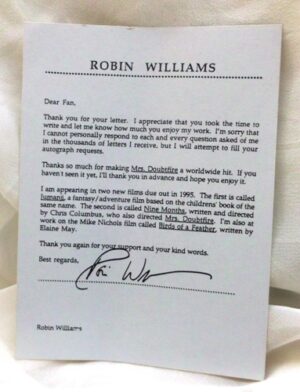 ROBIN WILLIAMS
Dear Fan,
Thank you for your letter. I appreciate that you took the time to
write and let me know how much you enjoy my work. I'm sorry that
I cannot personally respond to each and every question asked of me
in the thousands of letters I receive, but I will attempt to fill your
autograph requests.
Thanks so much for making Mrs. Doubtfire a worldwide hit. If you
haven't seen it yet, I'll thank you in advance and hope you enjoy it.
I am appearing in two new films due out in 1995. The first is called
Jumanji, a fantasy/adventure film based on the childrens' book of the
same name. The second is called Nine Months, written and directed
by Chris Columbus, who also directed Mrs. Doubtfire. I'm also at
work on the Mike Nichols film called Birds of a Feather, written by
Elaine May.
Thank you again for your support and your kind words.
Best regards,
Robin Williams